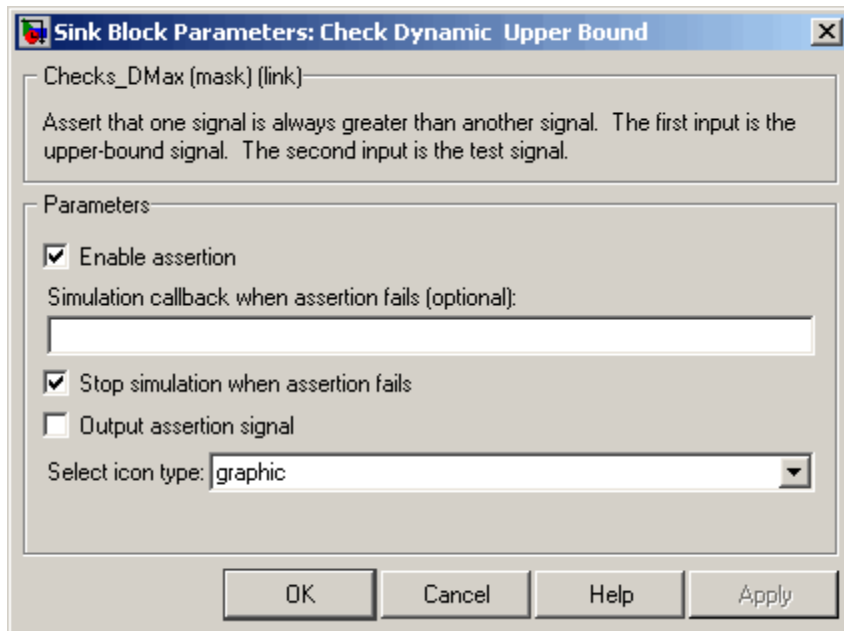 Sink Block Parameters: Check Dynamic  Upper Bound
Checks_DMax (mask) (link)
Assert that one signal is always greater than another signal.  The first input is the
upper-bound signal.  The second input is the test signal.
Parameters
Enable assertion
Simulation callback when assertion fails (optional):
Stop simulation when assertion fails
Output assertion signal
Select icon type: graphic
OK Cancel Help Apply